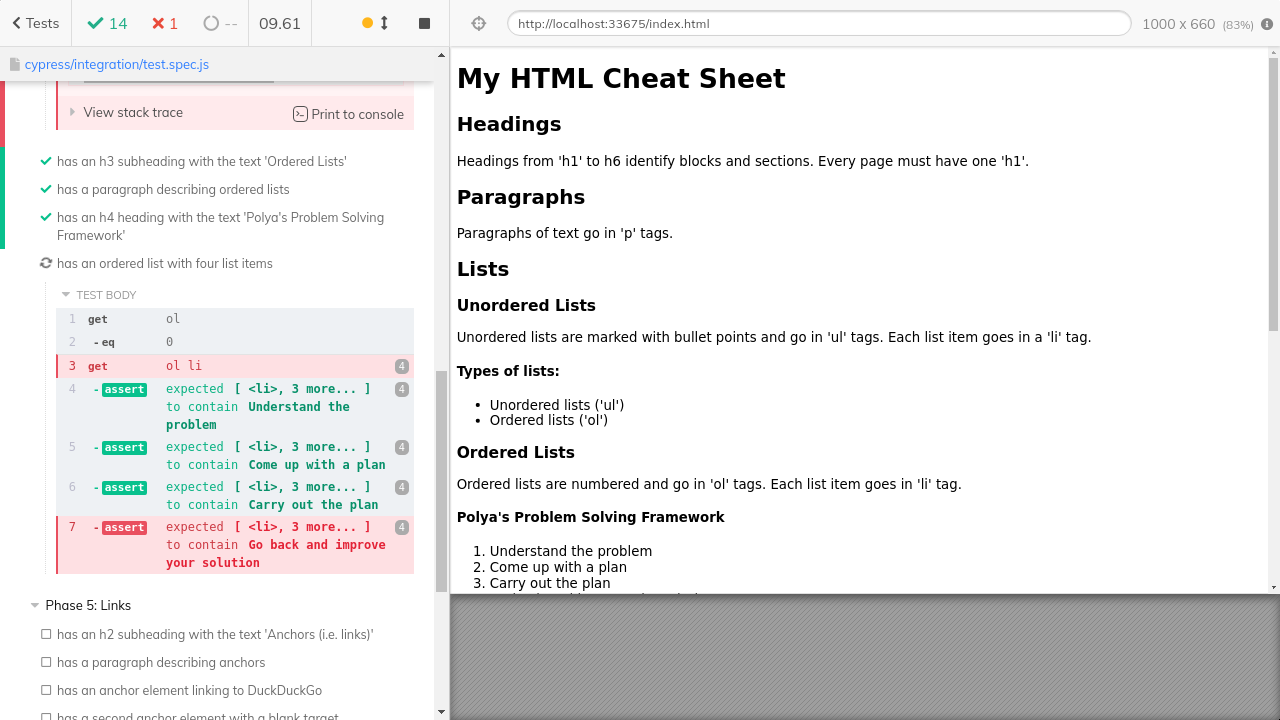 Tests
14
1
--
09.61
http://localhost:33675/index.html
1000 x 660 (83%)
cypress/integration/test.spec.js
View stack trace
Print to console
has an h3 subheading with the text 'Ordered Lists'
has a paragraph describing ordered lists
has an h4 heading with the text 'Polya's Problem Solving
Framework'
has an ordered list with four list items
TEST BODY
1 get ol
2 - eq 0
3 get ol li 4
4 - assert expected [ <li>, 3 more... ] 4
to contain Understand the
problem
5 - assert expected [ <li>, 3 more... ] 4
to contain Come up with a plan
6 - assert expected [ <li>, 3 more... ] 4
to contain Carry out the plan
7 - assert expected [ <li>, 3 more... ] 4
to contain Go back and improve
your solution
Phase 5: Links
has an h2 subheading with the text 'Anchors (i.e. links)'
has a paragraph describing anchors
has an anchor element linking to DuckDuckGo
has a second anchor element with a blank target
My HTML Cheat Sheet
Headings
Headings from 'h1' to h6 identify blocks and sections. Every page must have one 'h1'.
Paragraphs
Paragraphs of text go in 'p' tags.
Lists
Unordered Lists
Unordered lists are marked with bullet points and go in 'ul' tags. Each list item goes in a 'li' tag.
Types of lists:
• Unordered lists ('ul')
• Ordered lists ('ol')
Ordered Lists
Ordered lists are numbered and go in 'ol' tags. Each list item goes in 'li' tag.
Polya's Problem Solving Framework
1. Understand the problem
2. Come up with a plan
3. Carry out the plan